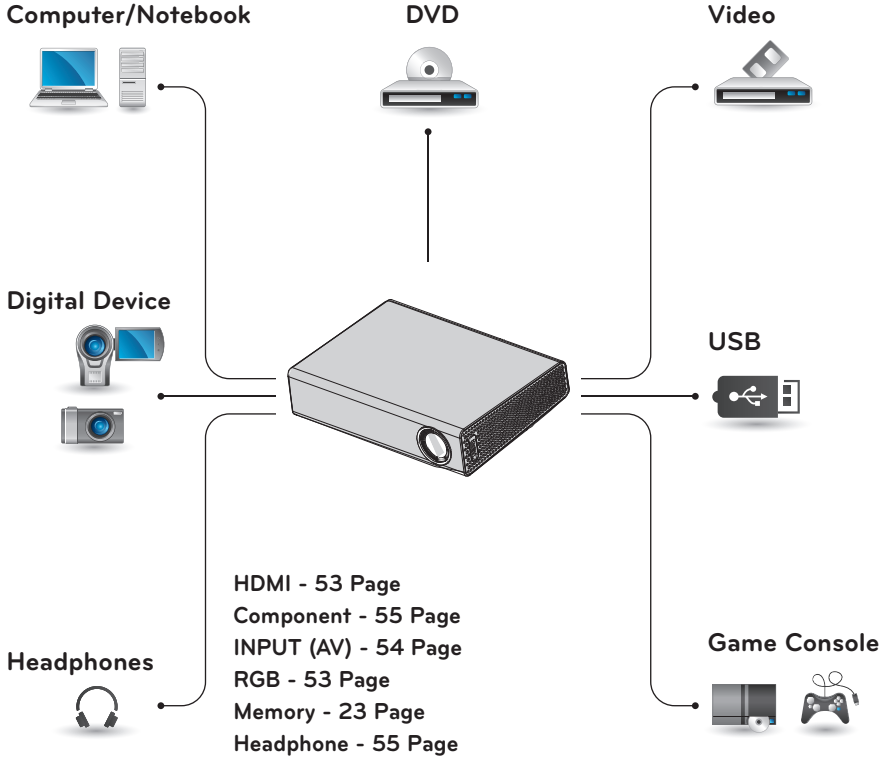 Computer/Notebook
DVD
Video
Digital Device
USB
HDMI - 53 Page
Component - 55 Page
INPUT (AV) - 54 Page
RGB - 53 Page
Memory - 23 Page
Headphone - 55 Page
Headphones
Game Console